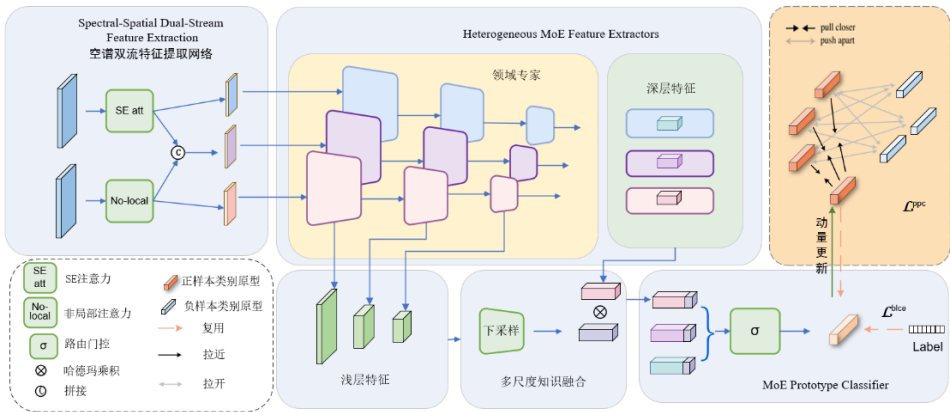 Spectral-Spatial Dual-Stream
Feature Extraction
空谱双流特征提取网络
SE att
No-local
C
Heterogeneous MoE Feature Extractors
领域专家
深层特征
pull closer
push apart
ℒppc
动量更新
SE
att
SE注意力
No-
local
非局部注意力
σ
路由门控
哈德玛乘积
C
拼接
正样本类别原型
负样本类别原型
复用
拉近
拉开
浅层特征
下采样
多尺度知识融合
σ
ℒblce
Label
MoE Prototype Classifier